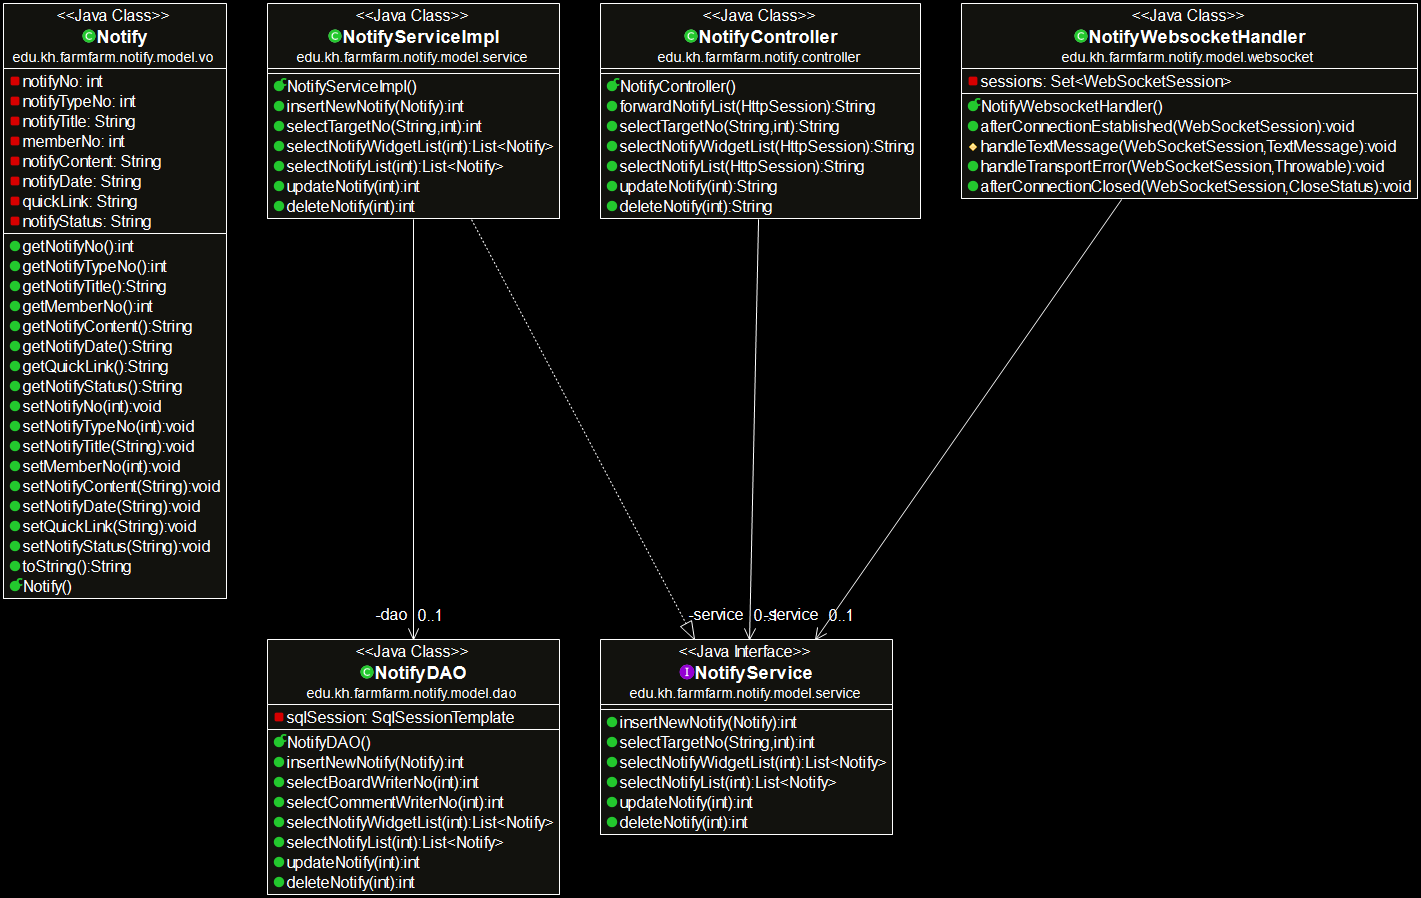 <<Java Class>>
Notify
edu.kh.farmfarm.notify.model.vo
notifyNo: int
notifyTypeNo: int
notifyTitle: String
memberNo: int
notifyContent: String
notifyDate: String
quickLink: String
notifyStatus: String
getNotifyNo():int
getNotifyTypeNo():int
getNotifyTitle():String
getMemberNo():int
getNotifyContent():String
getNotifyDate():String
getQuickLink():String
getNotifyStatus():String
setNotifyNo(int):void
setNotifyTypeNo(int):void
setNotifyTitle(String):void
setMemberNo(int):void
setNotifyContent(String):void
setNotifyDate(String):void
setQuickLink(String):void
setNotifyStatus(String):void
toString():String
Notify()
<<Java Class>>
NotifyServiceImpl
edu.kh.farmfarm.notify.model.service
NotifyServiceImpl()
insertNewNotify(Notify):int
selectTargetNo(String,int):int
selectNotifyWidgetList(int):List<Notify>
selectNotifyList(int):List<Notify>
updateNotify(int):int
deleteNotify(int):int
<<Java Class>>
NotifyController
edu.kh.farmfarm.notify.controller
NotifyController()
forwardNotifyList(HttpSession):String
selectTargetNo(String,int):String
selectNotifyWidgetList(HttpSession):String
selectNotifyList(HttpSession):String
updateNotify(int):String
deleteNotify(int):String
<<Java Class>>
NotifyWebsocketHandler
edu.kh.farmfarm.notify.model.websocket
sessions: Set<WebSocketSession>
NotifyWebsocketHandler()
afterConnectionEstablished(WebSocketSession):void
handleTextMessage(WebSocketSession,TextMessage):void
handleTransportError(WebSocketSession,Throwable):void
afterConnectionClosed(WebSocketSession,CloseStatus):void
-dao 0..1
-service 0..1
-service 0..1
<<Java Class>>
NotifyDAO
edu.kh.farmfarm.notify.model.dao
sqlSession: SqlSessionTemplate
NotifyDAO()
insertNewNotify(Notify):int
selectBoardWriterNo(int):int
selectCommentWriterNo(int):int
selectNotifyWidgetList(int):List<Notify>
selectNotifyList(int):List<Notify>
updateNotify(int):int
deleteNotify(int):int
<<Java Interface>>
NotifyService
edu.kh.farmfarm.notify.model.service
insertNewNotify(Notify):int
selectTargetNo(String,int):int
selectNotifyWidgetList(int):List<Notify>
selectNotifyList(int):List<Notify>
updateNotify(int):int
deleteNotify(int):int